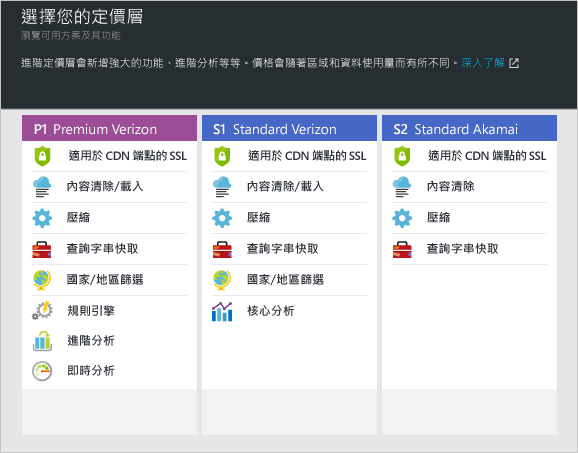 選擇您的定價層
瀏覽可用方案及其功能
進階定價層會新增強大的功能、進階分析等等。價格會隨著區域和資料使用量而有所不同。深入了解
P1 Premium Verizon
適用於 CDN 端點的 SSL
內容清除/載入
壓縮
查詢字串快取
國家/地區篩選
規則引擎
進階分析
即時分析
S1 Standard Verizon
適用於 CDN 端點的 SSL
內容清除/載入
壓縮
查詢字串快取
國家/地區篩選
核心分析
S2 Standard Akamai
適用於 CDN 端點的 SSL
內容清除
壓縮
查詢字串快取